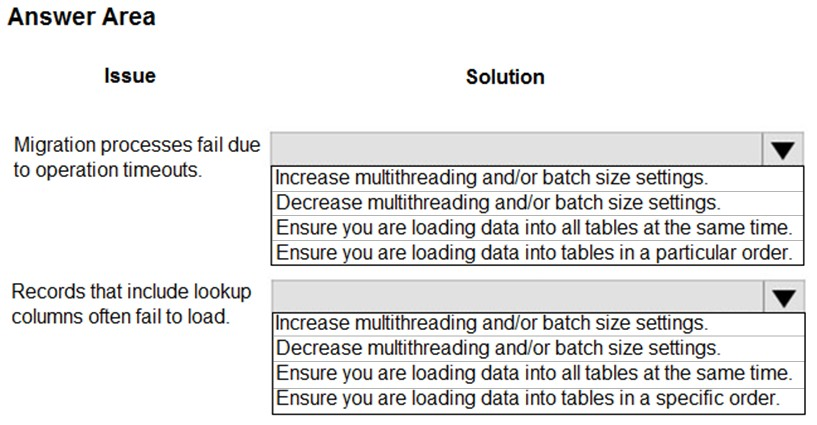 Answer Area
Issue Solution
Migration processes fail due
to operation timeouts.
Increase multithreading and/or batch size settings.
Decrease multithreading and/or batch size settings.
Ensure you are loading data into all tables at the same time.
Ensure you are loading data into tables in a particular order.
Records that include lookup
columns often fail to load.
Increase multithreading and/or batch size settings.
Decrease multithreading and/or batch size settings.
Ensure you are loading data into all tables at the same time.
Ensure you are loading data into tables in a specific order.